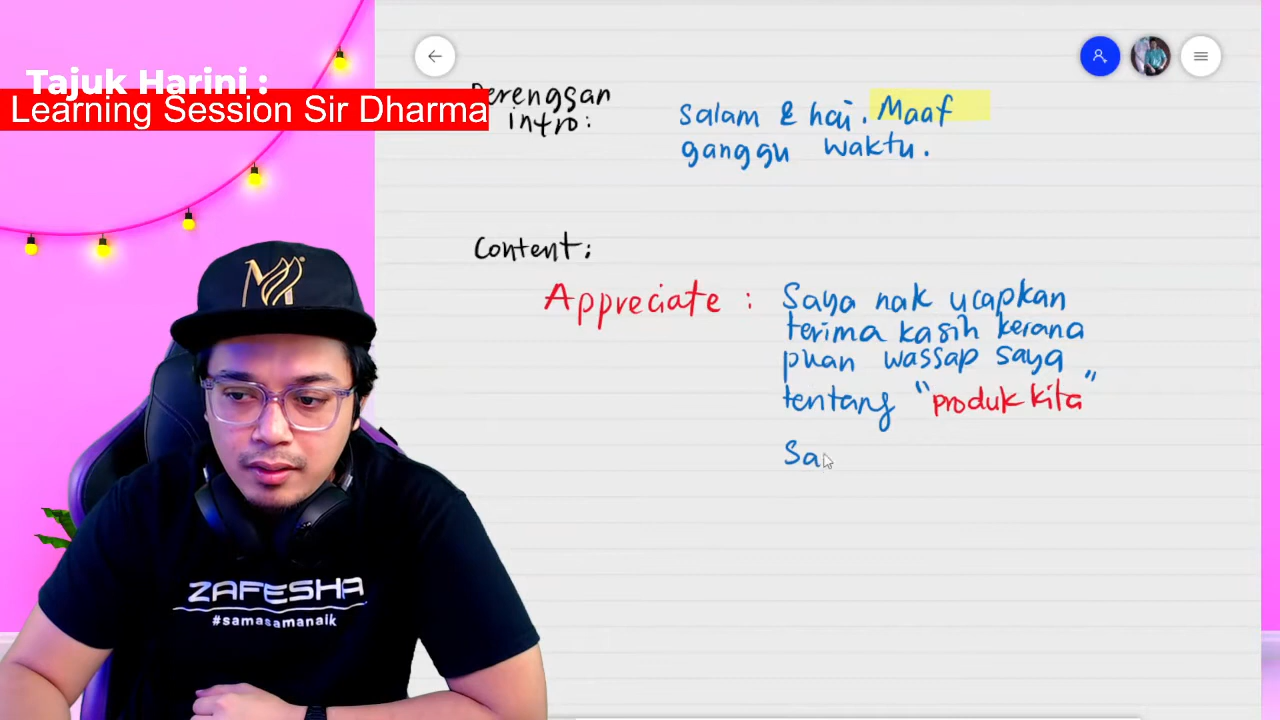 Tajuk Harini :
Learning Session Sir Dharma
Perenggan
intro:
Salam & hai. Maaf
ganggu waktu.
Content:
Appreciate : Saya nak ucapkan
terima kasih kerana
puan wassap saya
tentang "produk kita"
Sa
ZAFESHA
#samasamanaik